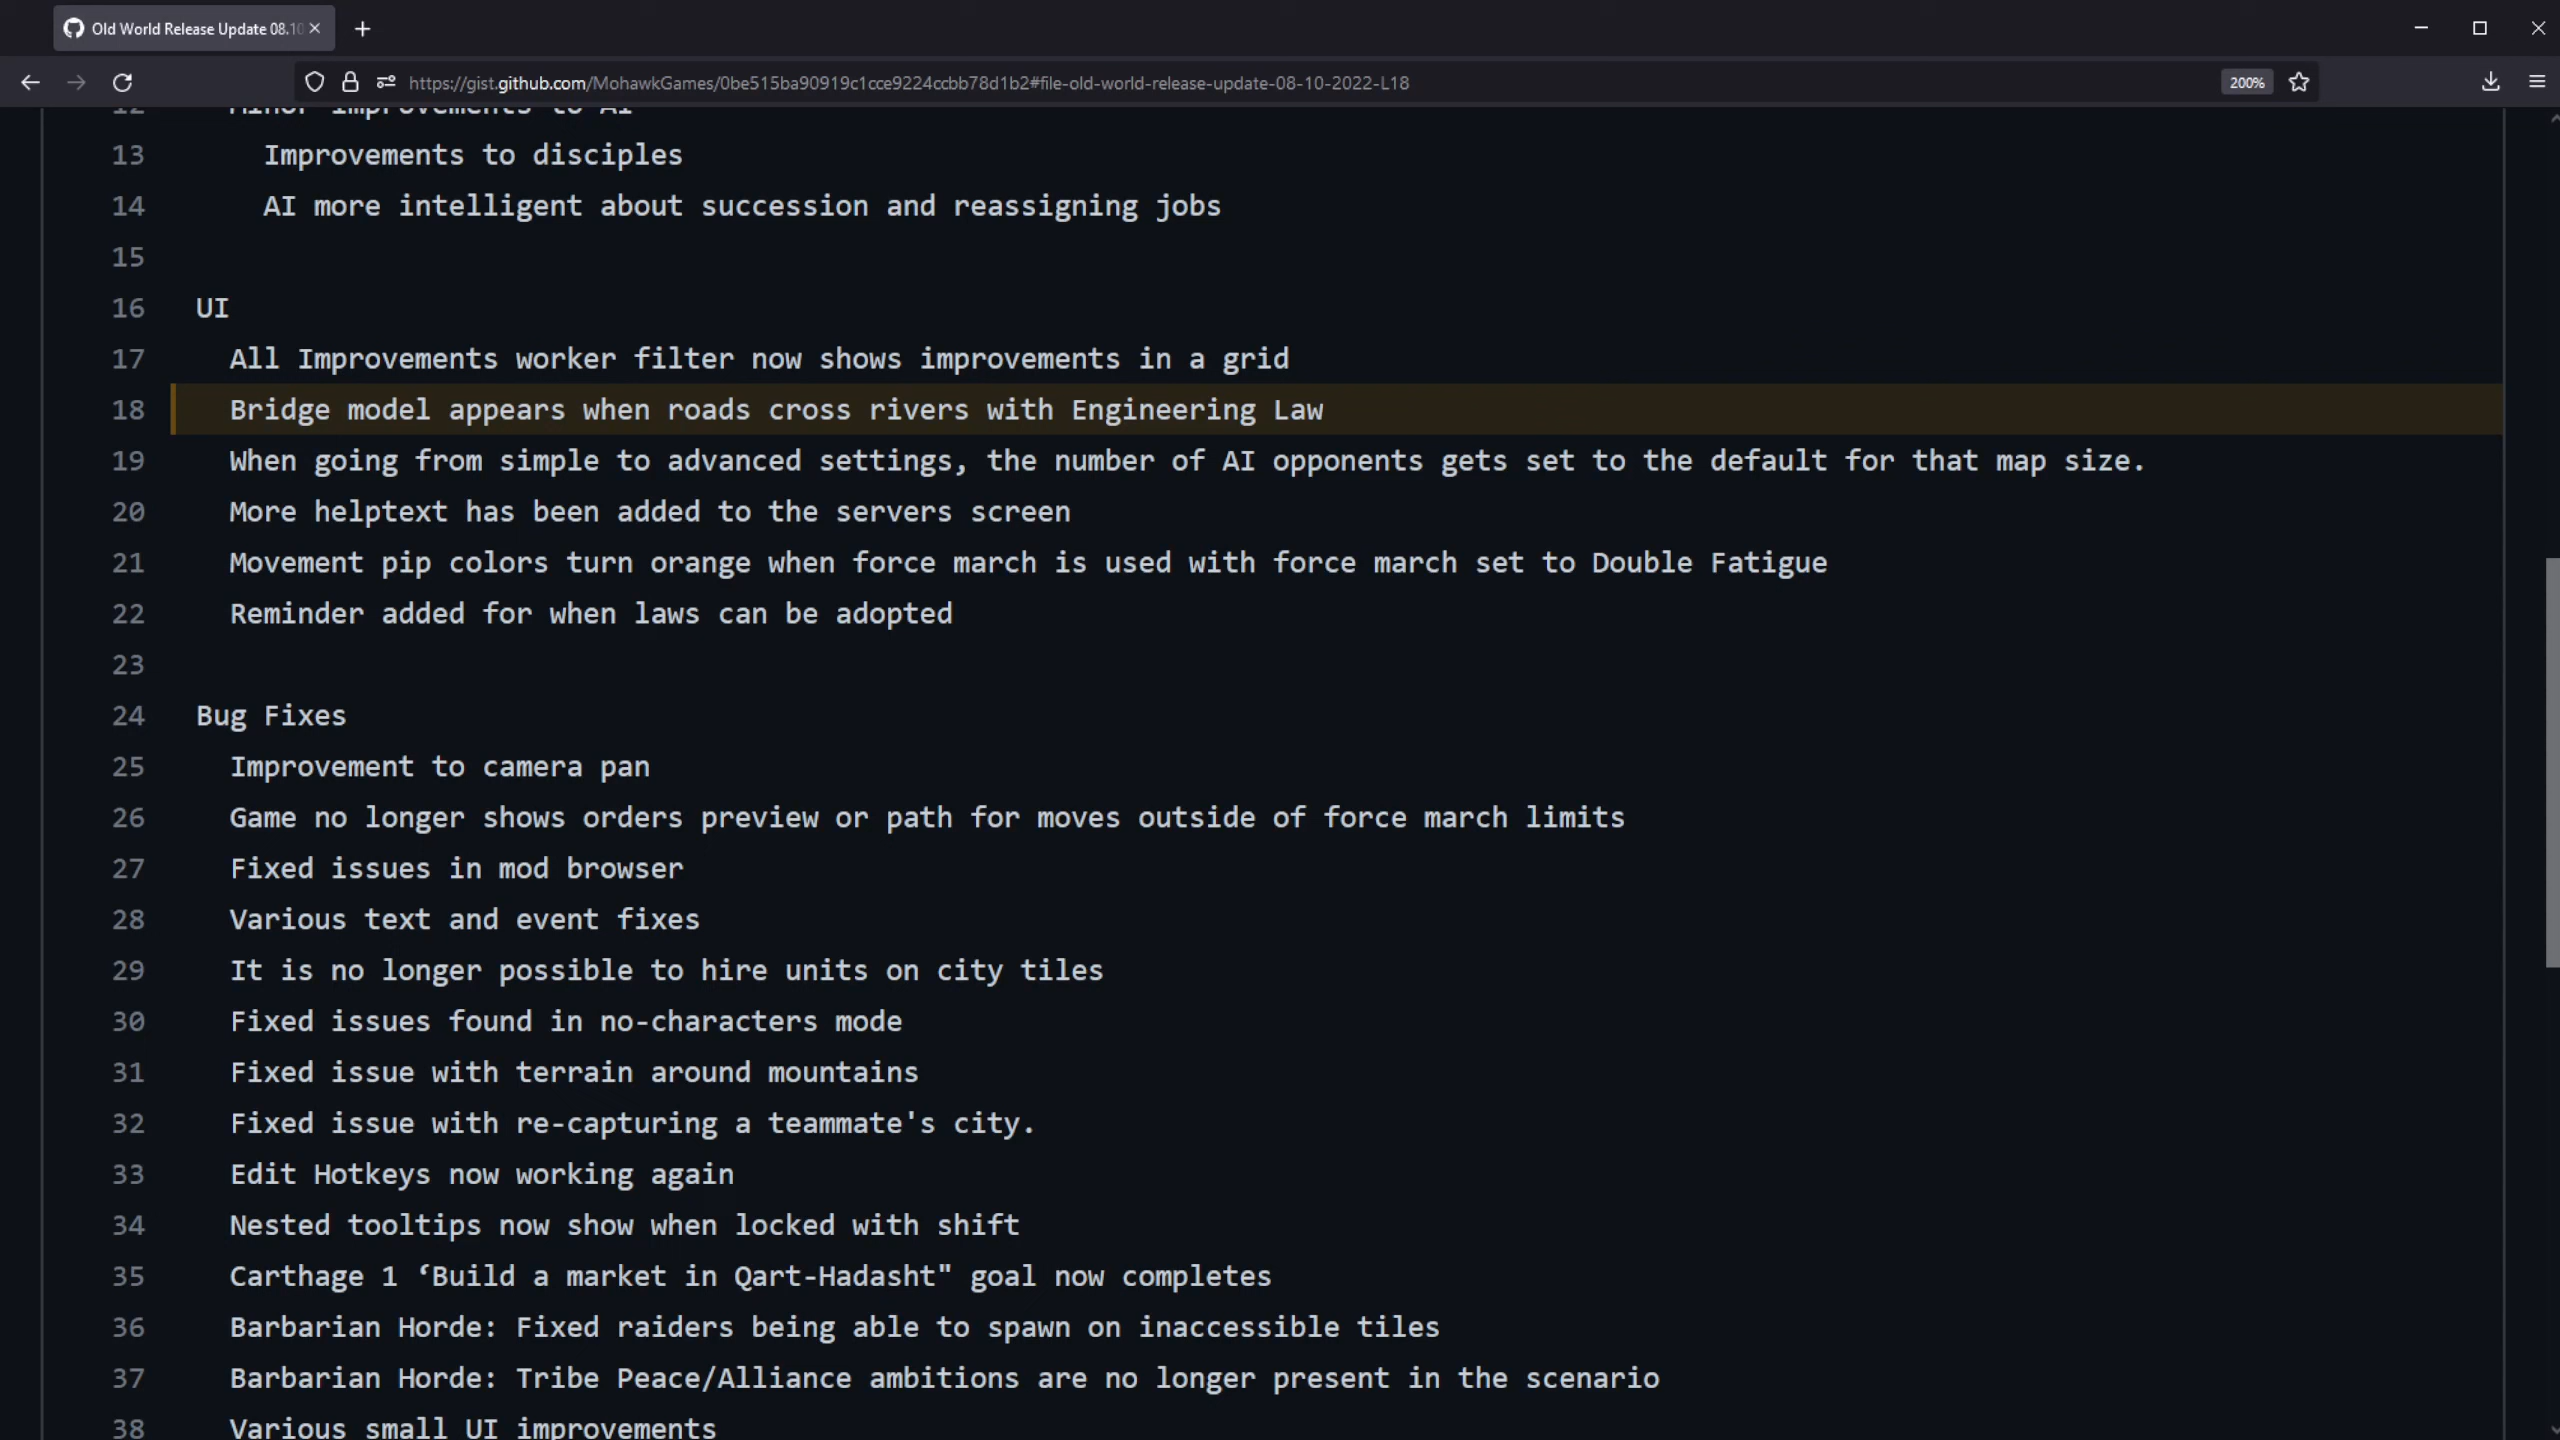 Old World Release Update 08.10
https://gist.github.com/MohawkGames/0be515ba90919c1cce9224ccbb78d1b2#file-old-world-release-update-08-10-2022-L18
200%
12 Minor improvements to AI
13 Improvements to disciples
14 AI more intelligent about succession and reassigning jobs
15
16 UI
17 All Improvements worker filter now shows improvements in a grid
18 Bridge model appears when roads cross rivers with Engineering Law
19 When going from simple to advanced settings, the number of AI opponents gets set to the default for that map size.
20 More helptext has been added to the servers screen
21 Movement pip colors turn orange when force march is used with force march set to Double Fatigue
22 Reminder added for when laws can be adopted
23
24 Bug Fixes
25 Improvement to camera pan
26 Game no longer shows orders preview or path for moves outside of force march limits
27 Fixed issues in mod browser
28 Various text and event fixes
29 It is no longer possible to hire units on city tiles
30 Fixed issues found in no-characters mode
31 Fixed issue with terrain around mountains
32 Fixed issue with re-capturing a teammate's city.
33 Edit Hotkeys now working again
34 Nested tooltips now show when locked with shift
35 Carthage 1 ‘Build a market in Qart-Hadasht" goal now completes
36 Barbarian Horde: Fixed raiders being able to spawn on inaccessible tiles
37 Barbarian Horde: Tribe Peace/Alliance ambitions are no longer present in the scenario
38 Various small UI improvements